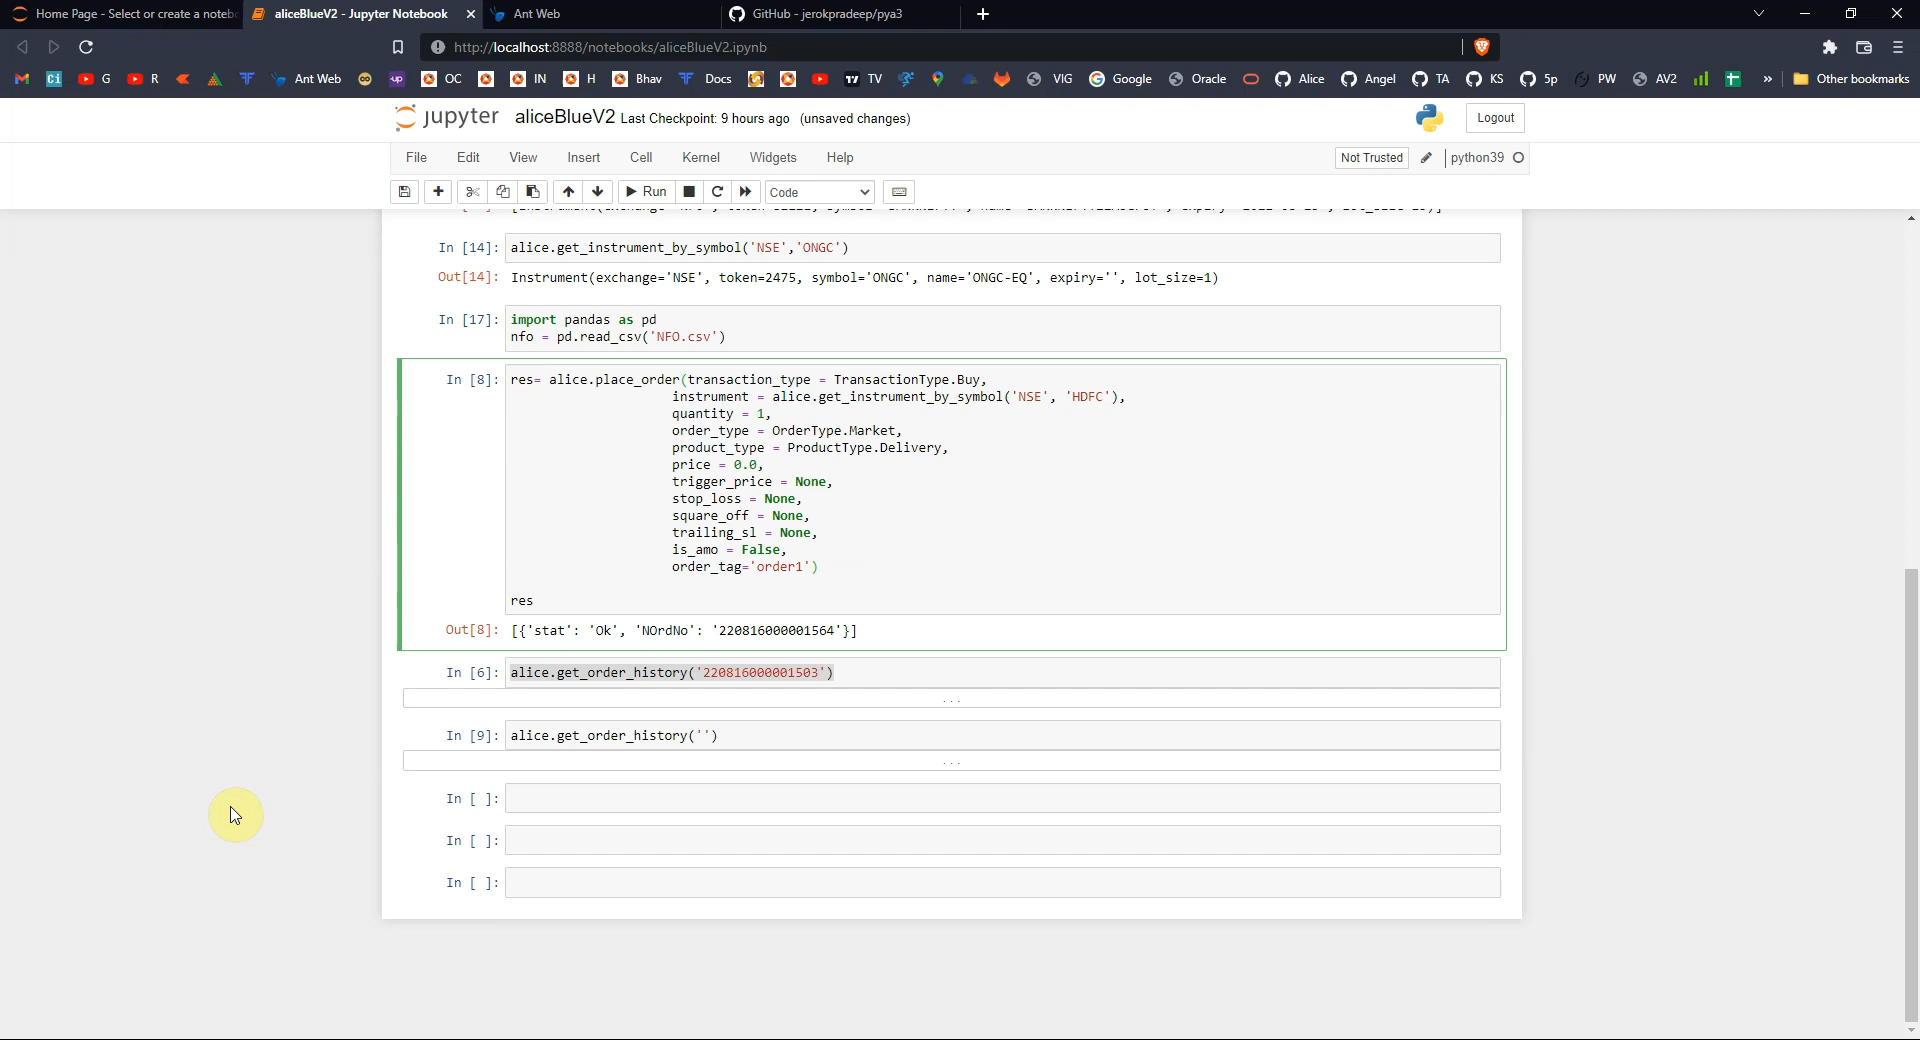 Home Page - Select or create a noteb
aliceBlueV2 - Jupyter Notebook
Ant Web
GitHub - jerokpradeep/pya3
http://localhost:8888/notebooks/aliceBlueV2.ipynb
G
R
Ant Web
OC
IN
H
Bhav
Docs
TV
VIG
Google
Oracle
Alice
Angel
TA
KS
5p
PW
AV2
»
Other bookmarks
jupyter
aliceBlueV2 Last Checkpoint: 9 hours ago (unsaved changes)
Logout
File
Edit
View
Insert
Cell
Kernel
Widgets
Help
Not Trusted
python39
Run
Code
In [14]: alice.get_instrument_by_symbol('NSE','ONGC')
Out[14]: Instrument(exchange='NSE', token=2475, symbol='ONGC', name='ONGC-EQ', expiry='', lot_size=1)
In [17]: import pandas as pd
nfo = pd.read_csv('NFO.csv')
In [8]: res= alice.place_order(transaction_type = TransactionType.Buy,
instrument = alice.get_instrument_by_symbol('NSE', 'HDFC'),
quantity = 1,
order_type = OrderType.Market,
product_type = ProductType.Delivery,
price = 0.0,
trigger_price = None,
stop_loss = None,
square_off = None,
trailing_sl = None,
is_amo = False,
order_tag='order1')
res
Out[8]: [{'stat': 'Ok', 'NOrdNo': '220816000001564'}]
In [6]: alice.get_order_history('220816000001503')
...
In [9]: alice.get_order_history('')
...
In [ ]:
In [ ]:
In [ ]: